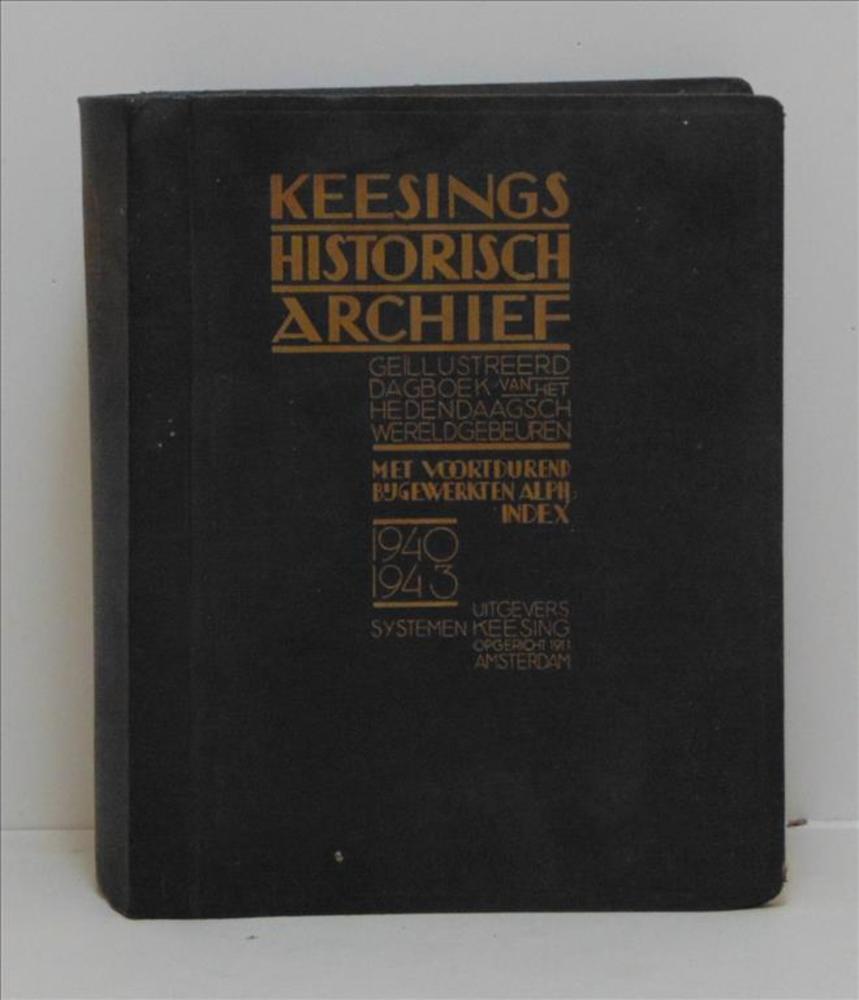 KEESINGS
HISTORISCH
ARCHIEF
GEÏLLUSTREERD
DAGBOEK VAN HET
HEDENDAAGSCH
WERELDGEBEUREN
MET VOORTDUREND
BIJGEWERKTEN ALPH.
INDEX
1940
1943
UITGEVERS
SYSTEMEN KEESING
OPGERICHT 1911
AMSTERDAM